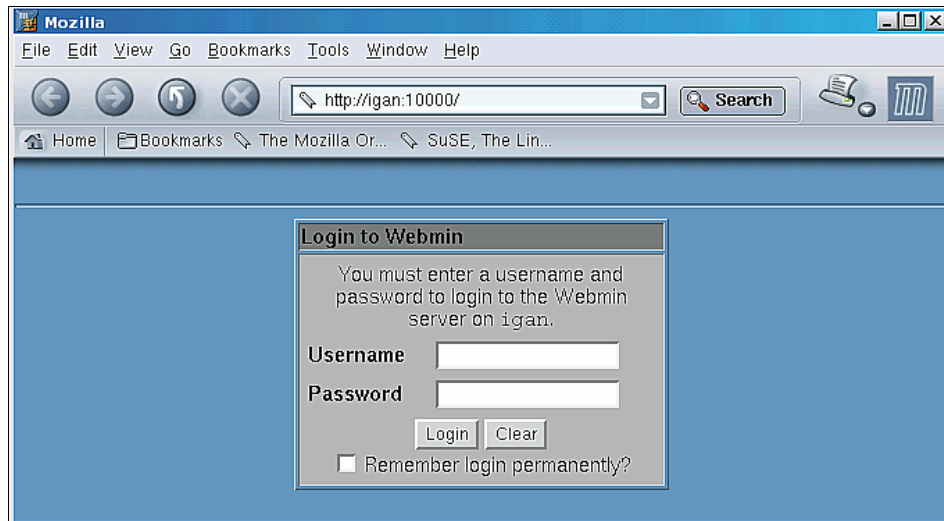 Mozilla
File Edit View Go Bookmarks Tools Window Help
http://igan:10000/ Search
Home Bookmarks The Mozilla Or... SuSE, The Lin...
Login to Webmin
You must enter a username and
password to login to the Webmin
server on igan.
Username
Password
Login Clear
Remember login permanently?